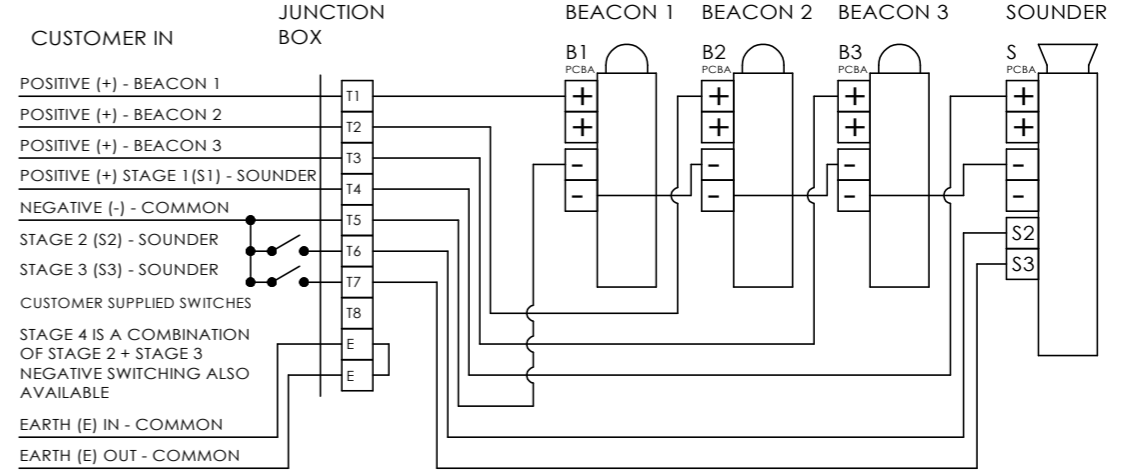 JUNCTION
BOX
BEACON 1
BEACON 2
BEACON 3
SOUNDER
CUSTOMER IN
B1
PCBA
B2
PCBA
B3
PCBA
S
PCBA
POSITIVE (+) - BEACON 1
POSITIVE (+) - BEACON 2
POSITIVE (+) - BEACON 3
POSITIVE (+) STAGE 1(S1) - SOUNDER
NEGATIVE (-) - COMMON
STAGE 2 (S2) - SOUNDER
STAGE 3 (S3) - SOUNDER
CUSTOMER SUPPLIED SWITCHES
STAGE 4 IS A COMBINATION
OF STAGE 2 + STAGE 3
NEGATIVE SWITCHING ALSO
AVAILABLE
EARTH (E) IN - COMMON
EARTH (E) OUT - COMMON
T1
T2
T3
T4
T5
T6
T7
T8
E
E
+
+
-
-
+
+
-
-
+
+
-
-
+
+
-
-
S2
S3